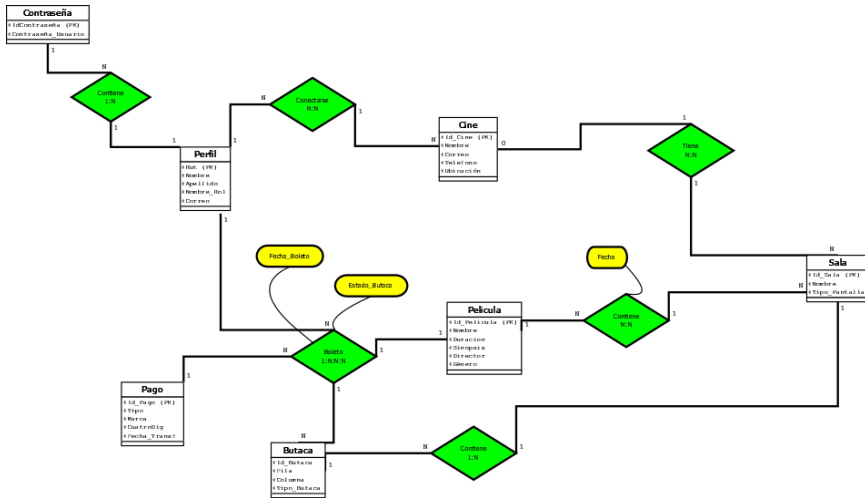 Contraseña
+IdContraseña (PK)
+Contraseña_Usuario
1
N
Contiene
1:N
1
1
Perfil
+Rut (PK)
+Nombre
+Apellido
+Nombre_Rol
+Correo
1
1
N
Conectarse
N:N
1
N
Cine
+Id_Cine (PK)
+Nombre
+Correo
+Telefono
+Ubicación
0
1
Tiene
N:N
1
N
Sala
+Id_Sala (PK)
+Nombre
+Tipo_Pantalla
N
1
1
Fecha_Boleto
Estado_Butaca
Fecha
Pelicula
+Id_Pelicula (PK)
+Nombre
+Duracion
+Sinopsis
+Director
+Género
1
N
Contiene
N:N
1
N
Boleto
1:N:N:N
N
1
1
1
Pago
+Id_Pago (PK)
+Tipo
+Marca
+CuatroDig
+Fecha_Transf
1
N
Butaca
+Id_Butaca
+Fila
+Columna
+Tipo_Butaca
1
N
Contiene
1:N
1